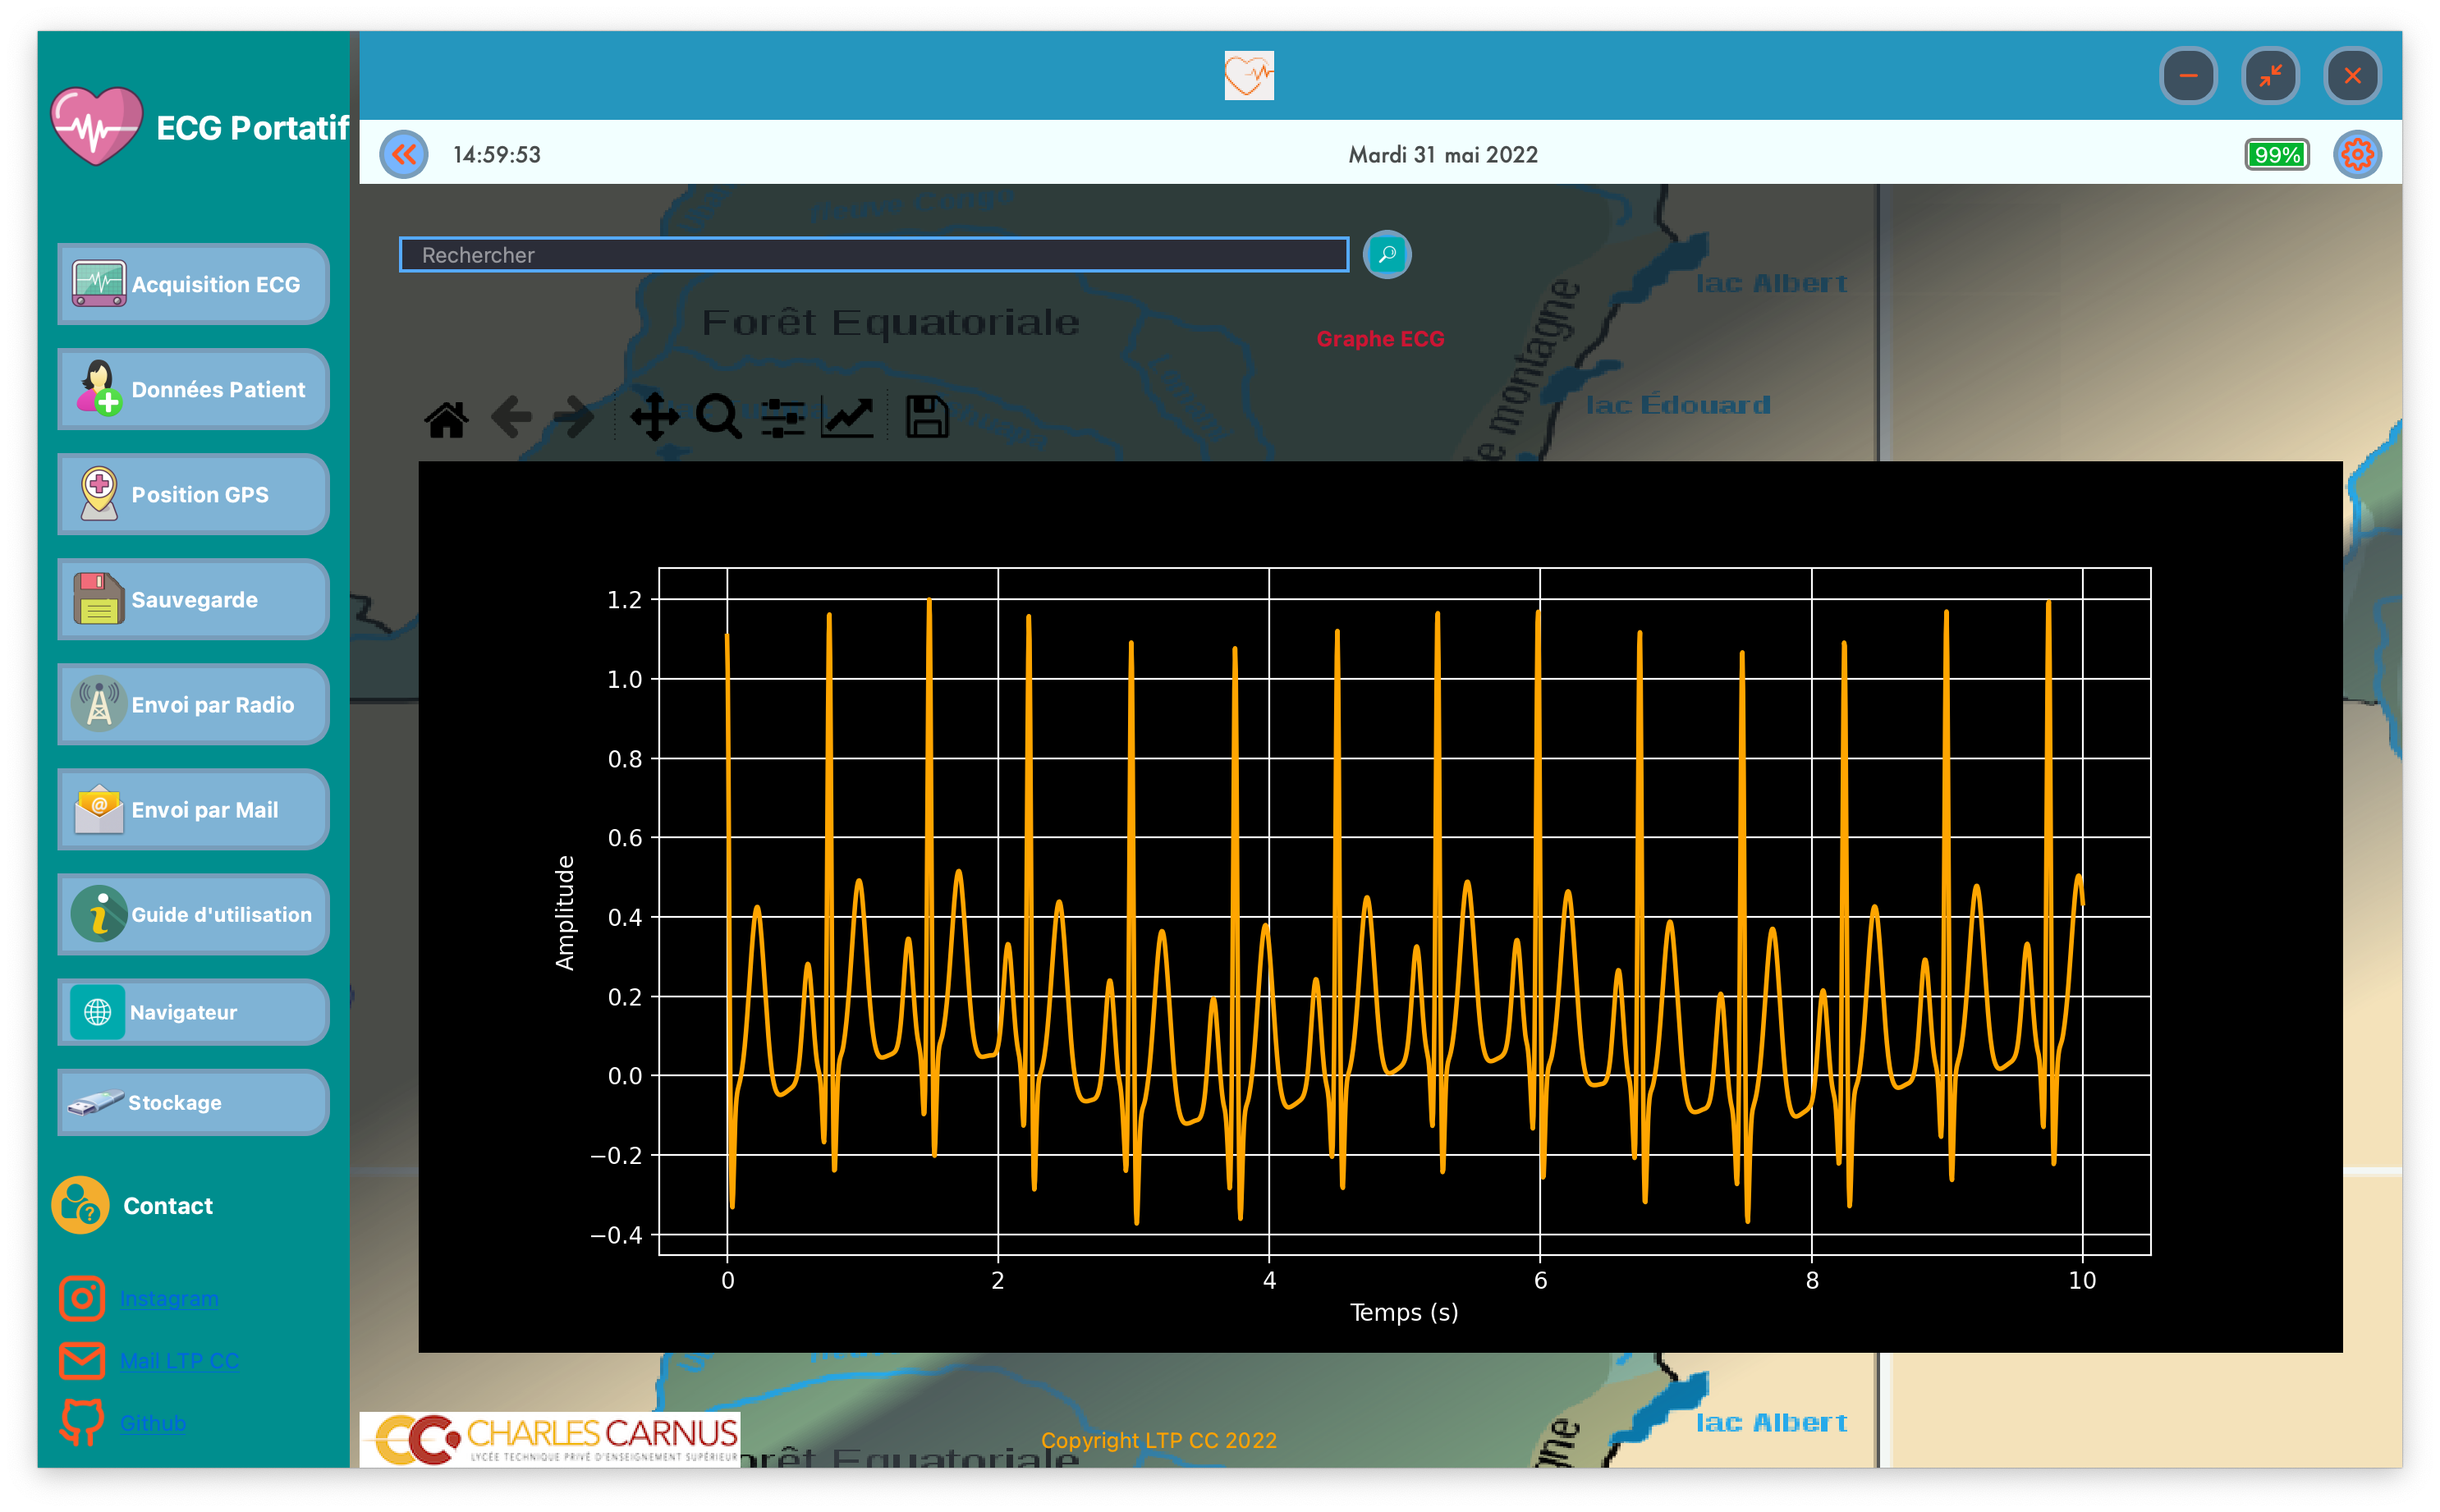 ECG Portatif
14:59:53
Mardi 31 mai 2022
99%
Rechercher
Forêt Equatoriale
lac Albert
Graphe ECG
lac Édouard
montagne
Acquisition ECG
Données Patient
Position GPS
Sauvegarde
Envoi par Radio
Envoi par Mail
Guide d'utilisation
Navigateur
Stockage
Contact
Instagram
Mail LTP CC
Github
1.2
1.0
0.8
0.6
0.4
0.2
0.0
−0.2
−0.4
Amplitude
0 2 4 6 8 10
Temps (s)
lac Albert
CHARLES CARNUS
LYCÉE TECHNIQUE PRIVÉ D'ENSEIGNEMENT SUPÉRIEUR
Copyright LTP CC 2022
Equatoriale